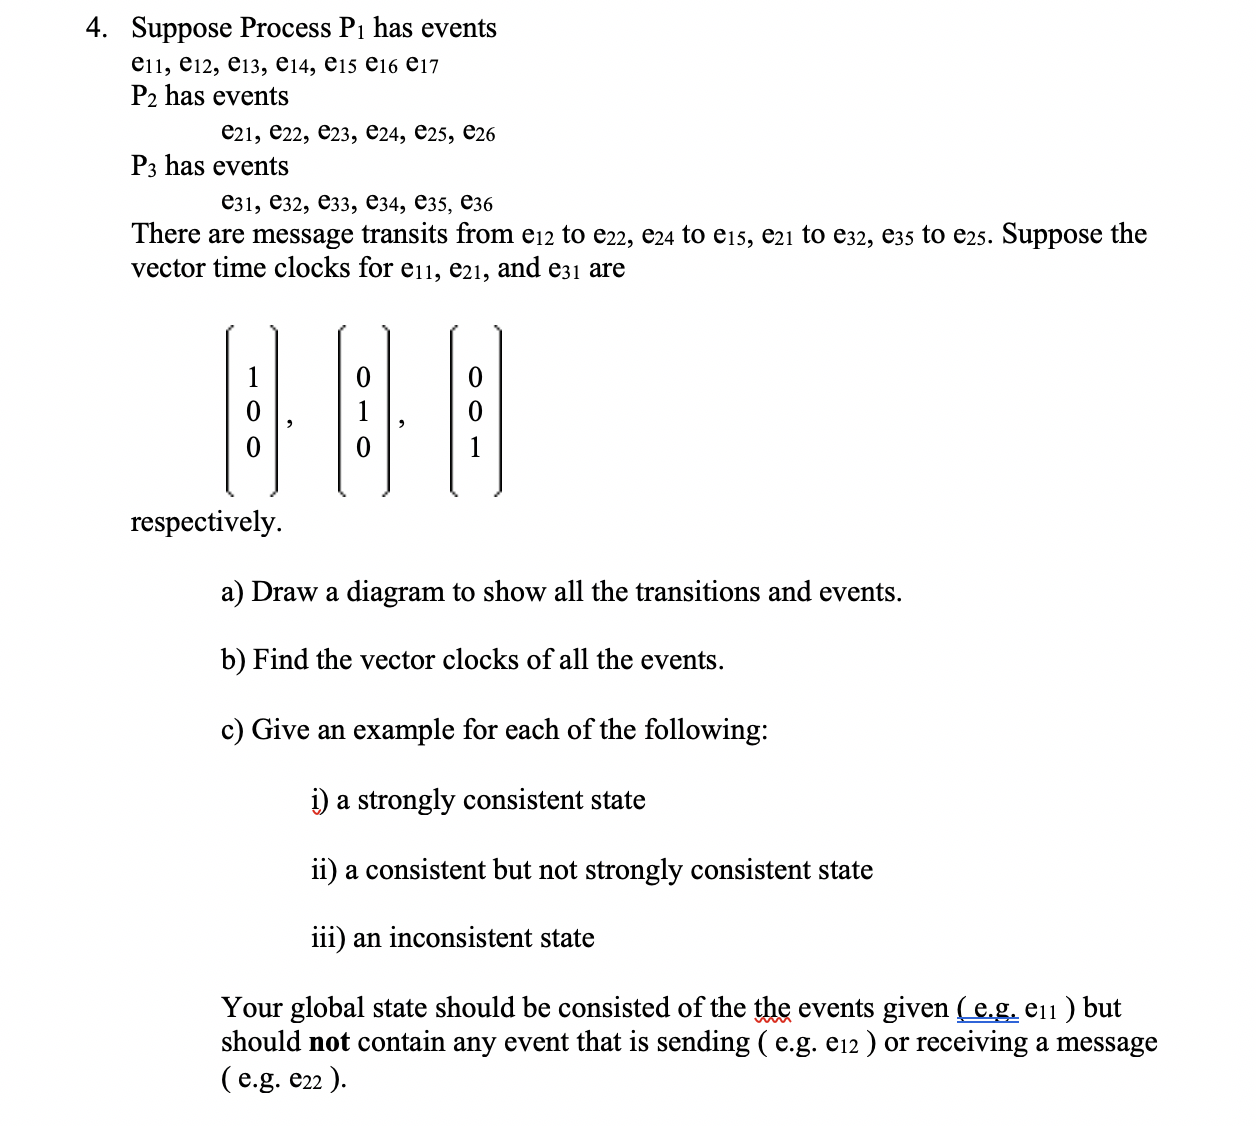 4. Suppose Process P1 has events
e11, e12, e13, e14, e15 e16 e17
P2 has events
e21, e22, e23, e24, e25, e26
P3 has events
e31, e32, e33, e34, e35, e36
There are message transits from e12 to e22, e24 to e15, e21 to e32, e35 to e25. Suppose the
vector time clocks for e11, e21, and e31 are
1 0 0
0 , 1 , 0
0 0 1
respectively.
a) Draw a diagram to show all the transitions and events.
b) Find the vector clocks of all the events.
c) Give an example for each of the following:
i) a strongly consistent state
ii) a consistent but not strongly consistent state
iii) an inconsistent state
Your global state should be consisted of the the events given ( e.g. e11 ) but
should not contain any event that is sending ( e.g. e12 ) or receiving a message
( e.g. e22 ).